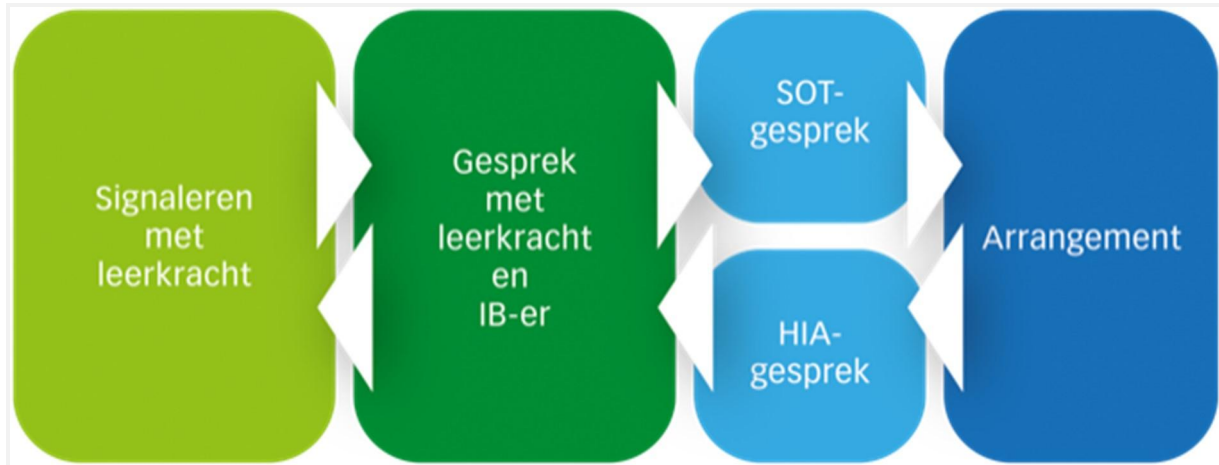 Signaleren
met
leerkracht
Gesprek
met
leerkracht
en
IB-er
SOT-
gesprek
HIA-
gesprek
Arrangement